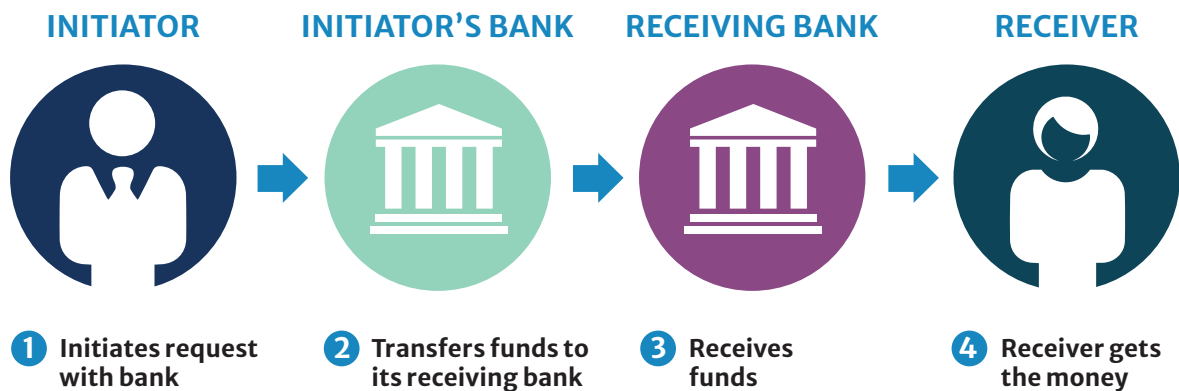 INITIATOR
INITIATOR’S BANK
RECEIVING BANK
RECEIVER
1 Initiates request
with bank
2 Transfers funds to
its receiving bank
3 Receives
funds
4 Receiver gets
the money